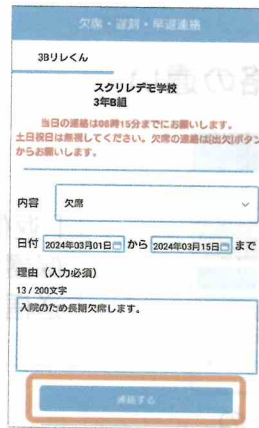 欠席・遅刻・早退連絡
3Bリレくん
スクリレデモ学校
3年B組
当日の連絡は08時15分までにお願いします。
土日祝日は無視してください。欠席の連絡は[出欠]ボタン
からお願いします。
内容 欠席
日付 2024年03月01日 から 2024年03月15日 まで
理由（入力必須）
13 / 200文字
入院のため長期欠席します。
連絡する